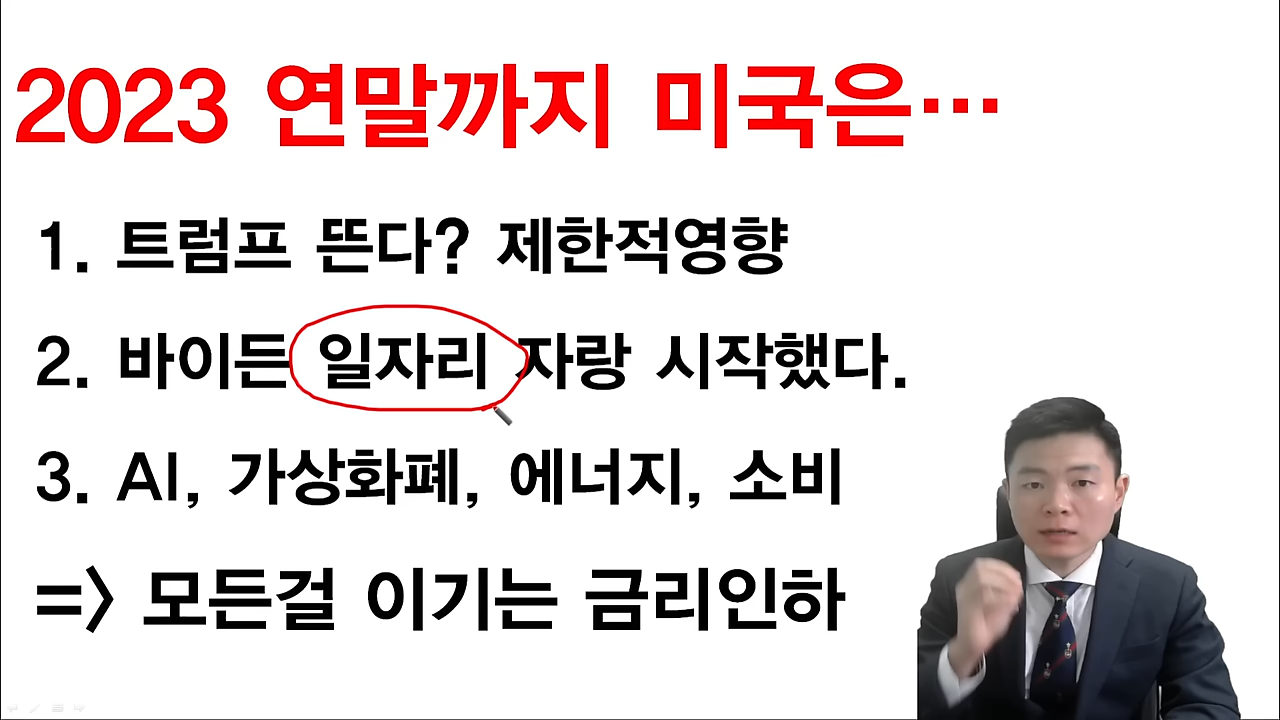 2023 연말까지 미국은…
1. 트럼프 뜬다? 제한적영향
2. 바이든 일자리 자랑 시작했다.
3. AI, 가상화폐, 에너지, 소비
=> 모든걸 이기는 금리인하